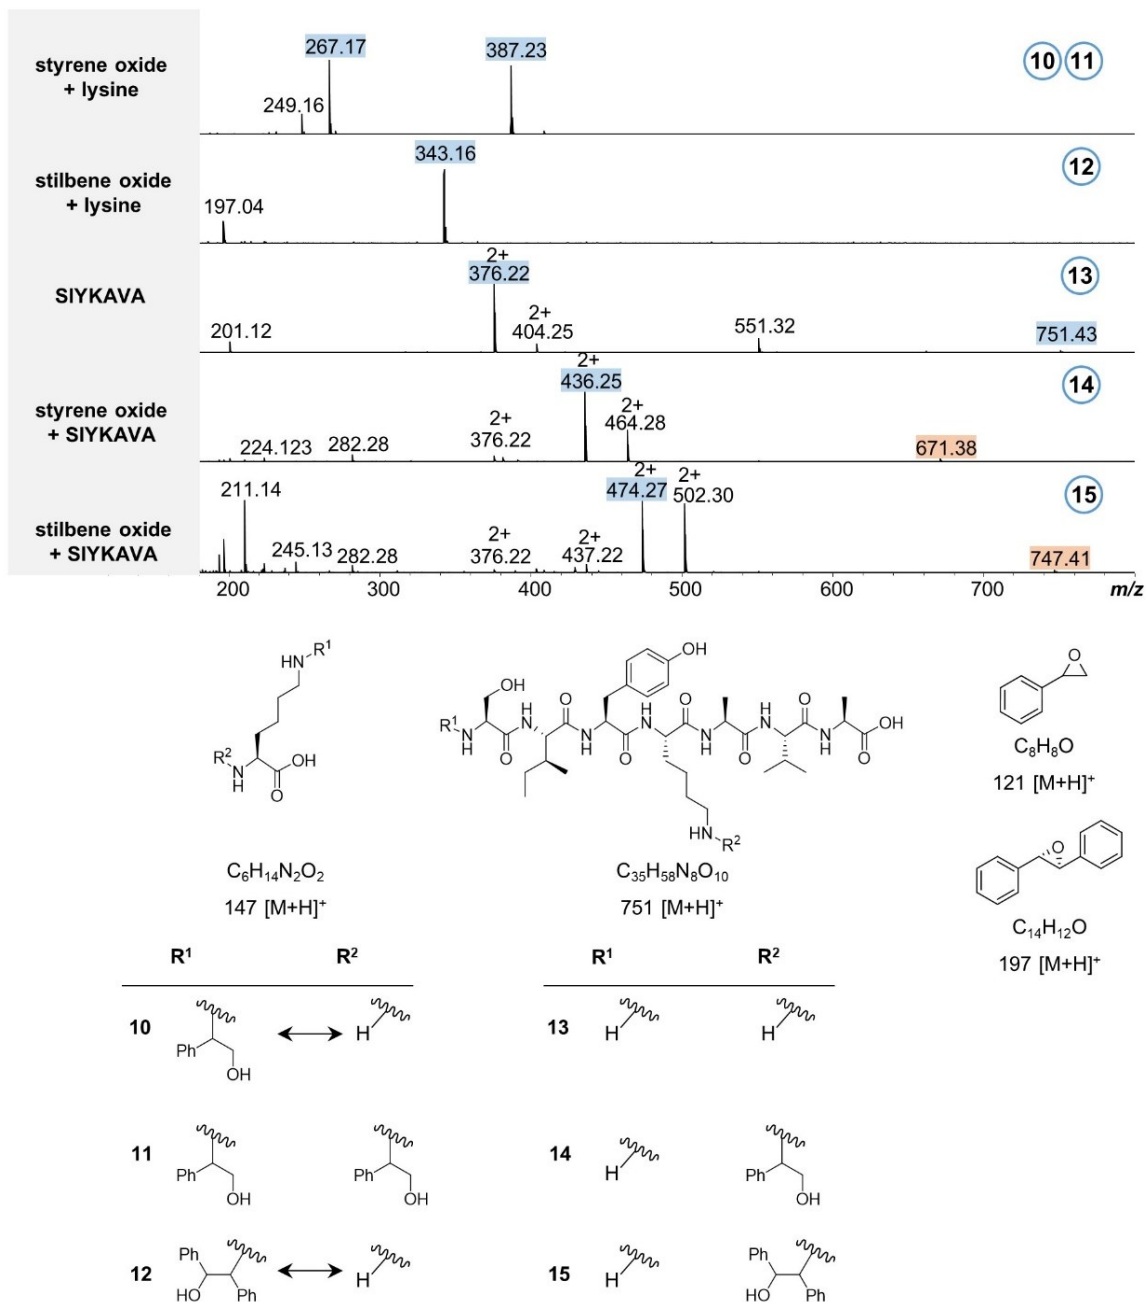 styrene oxide
+ lysine
249.16
267.17
387.23
10 11
stilbene oxide
+ lysine
197.04
343.16
12
SIYKAVA
201.12
2+
376.22
2+
404.25
551.32
751.43
13
styrene oxide
+ SIYKAVA
224.123
282.28
2+
376.22
2+
436.25
2+
464.28
671.38
14
stilbene oxide
+ SIYKAVA
211.14
245.13
282.28
2+
376.22
2+
437.22
2+
474.27
2+
502.30
747.41
15
200 300 400 500 600 700 m/z
HN R¹
R² N H
OH
O
C₆H₁₄N₂O₂
147 [M+H]⁺
OH
OH
O H N O H N O
R¹ N H O N H O N H O N H O OH
HN R²
C₃₅H₅₈N₈O₁₀
751 [M+H]⁺
O
C₈H₈O
121 [M+H]⁺
O
C₁₄H₁₂O
197 [M+H]⁺
R¹ R²
10 Ph OH H
11 Ph OH Ph OH
12 Ph HO Ph H
R¹ R²
13 H H
14 H Ph OH
15 H Ph HO Ph